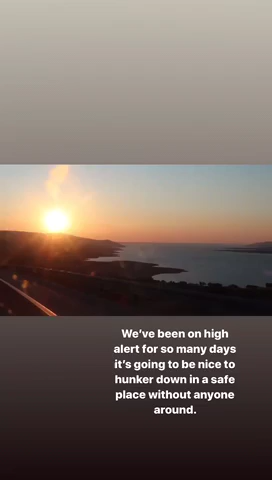 We've been on high
alert for so many days
it's going to be nice to
hunker down in a safe
place without anyone
around.